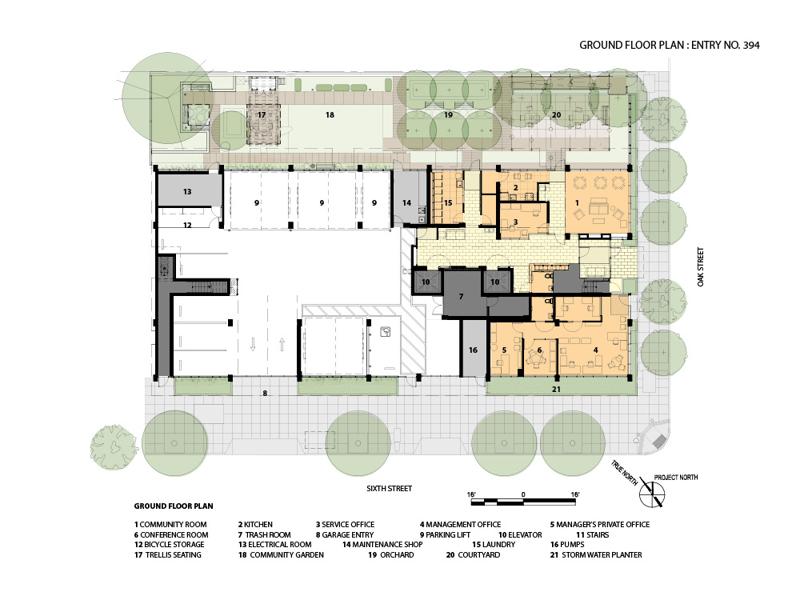 GROUND FLOOR PLAN : ENTRY NO. 394
17
18
19
20
13
9
9
9
14
15
2
1
12
3
10
10
7
16
5
6
4
21
8
OAK STREET
SIXTH STREET
TRUE NORTH
PROJECT NORTH
16' 0 16'
GROUND FLOOR PLAN
1 COMMUNITY ROOM 2 KITCHEN 3 SERVICE OFFICE 4 MANAGEMENT OFFICE 5 MANAGER'S PRIVATE OFFICE
6 CONFERENCE ROOM 7 TRASH ROOM 8 GARAGE ENTRY 9 PARKING LIFT 10 ELEVATOR 11 STAIRS
12 BICYCLE STORAGE 13 ELECTRICAL ROOM 14 MAINTENANCE SHOP 15 LAUNDRY 16 PUMPS
17 TRELLIS SEATING 18 COMMUNITY GARDEN 19 ORCHARD 20 COURTYARD 21 STORM WATER PLANTER